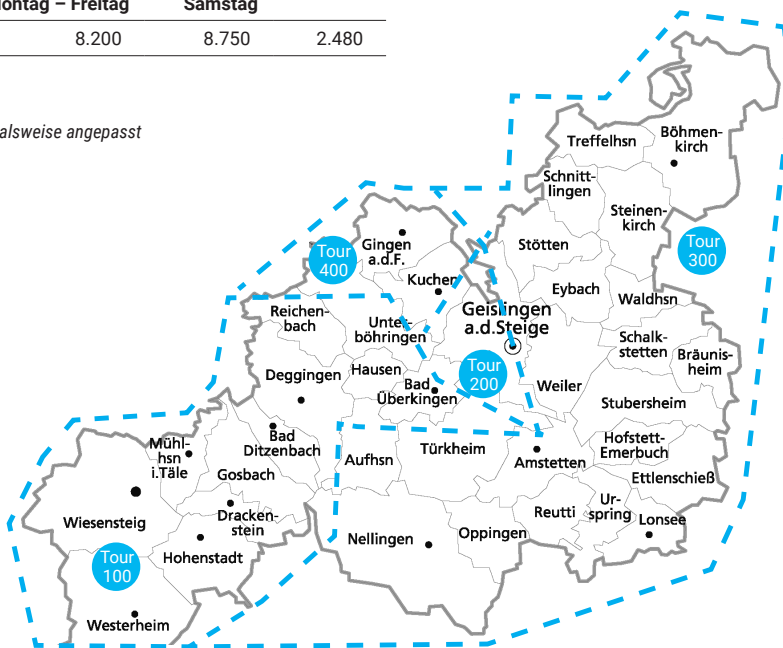 ontag – Freitag Samstag
8.200 8.750 2.480
alsweise angepasst
Treffelhsn
Böhmen-
kirch
Schnitt-
lingen
Steinen-
kirch
Tour
300
Stötten
Gingen
a.d.F.
Tour
400
Kuchen
Eybach
Waldhsn
Geislingen
a.d.Steige
Reichen-
bach
Unter-
böhringen
Schalk-
stetten
Bräunis-
heim
Deggingen
Hausen
Bad
Überkingen
Tour
200
Weiler
Stubersheim
Mühl-
hsn
i.Täle
Bad
Ditzenbach
Gosbach
Aufhsn
Türkheim
Amstetten
Hofstett-
Emerbuch
Ettlenschieß
Wiesensteig
Dracken-
stein
Reutti
Ur-
spring
Lonsee
Nellingen
Oppingen
Hohenstadt
Tour
100
Westerheim